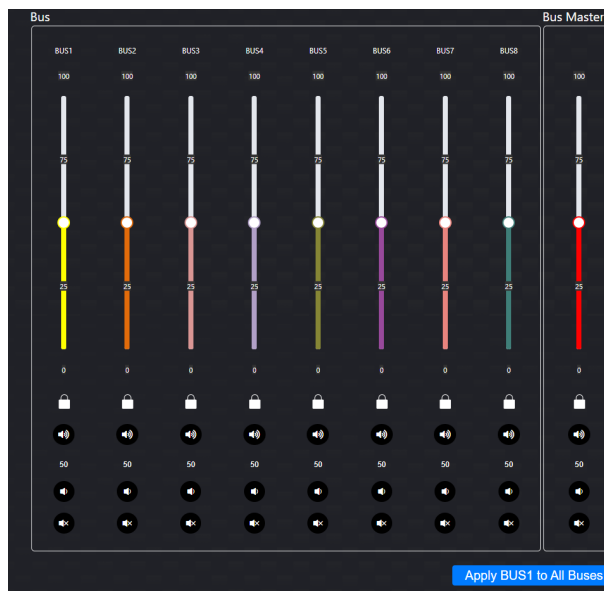 Bus Bus Master
BUS1 BUS2 BUS3 BUS4 BUS5 BUS6 BUS7 BUS8
100 100 100 100 100 100 100 100 100
75 75 75 75 75 75 75 75 75
25 25 25 25 25 25 25 25 25
0 0 0 0 0 0 0 0 0
50 50 50 50 50 50 50 50 50
Apply BUS1 to All Buses